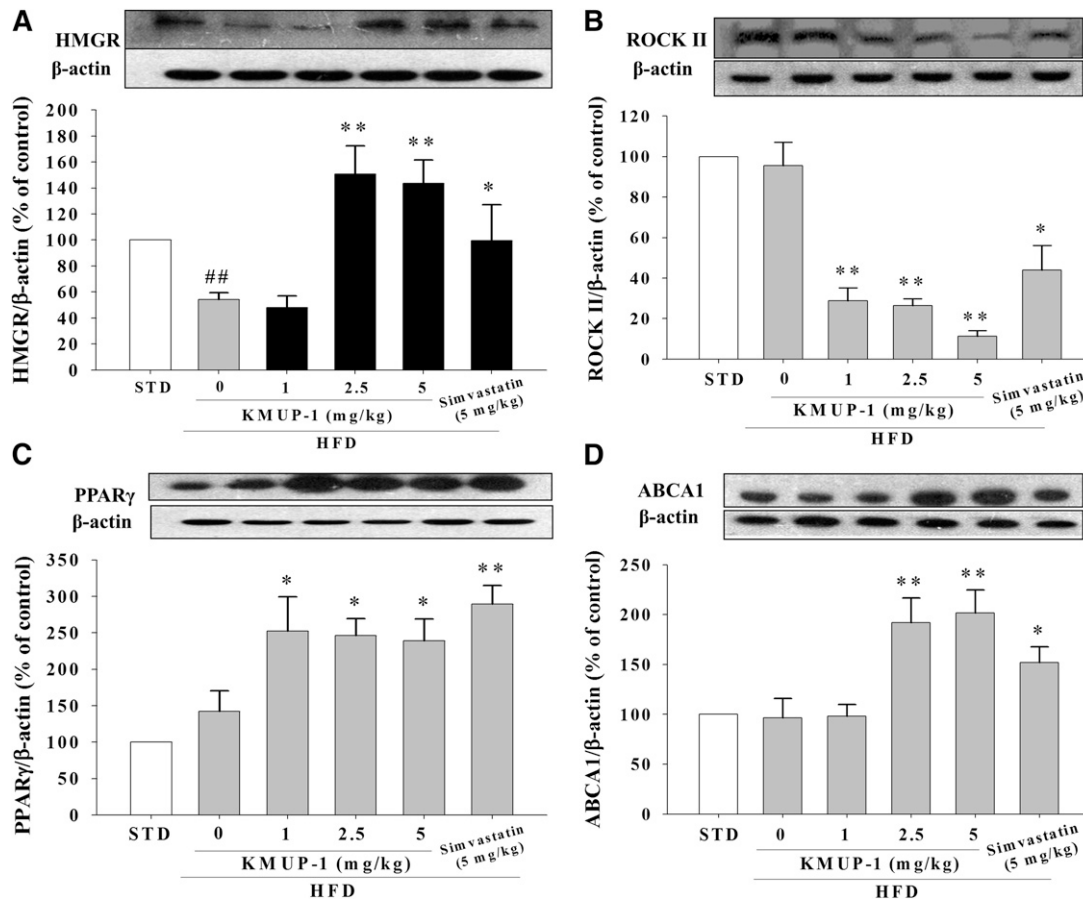 A
HMGR
β-actin
HMGR/β-actin (% of control)
200
180
160
140
120
100
80
60
40
20
0
##
**
**
*
STD
0
1
2.5
5
Simvastatin
(5 mg/kg)
KMUP-1 (mg/kg)
HFD
B
ROCK II
β-actin
ROCK II/β-actin (% of control)
120
100
80
60
40
20
0
**
**
**
*
STD
0
1
2.5
5
Simvastatin
(5 mg/kg)
KMUP-1 (mg/kg)
HFD
C
PPARγ
β-actin
PPARγ/β-actin (% of control)
350
300
250
200
150
100
50
0
*
*
*
**
STD
0
1
2.5
5
Simvastatin
(5 mg/kg)
KMUP-1 (mg/kg)
HFD
D
ABCA1
β-actin
ABCA1/β-actin (% of control)
250
200
150
100
50
0
**
**
*
STD
0
1
2.5
5
Simvastatin
(5 mg/kg)
KMUP-1 (mg/kg)
HFD